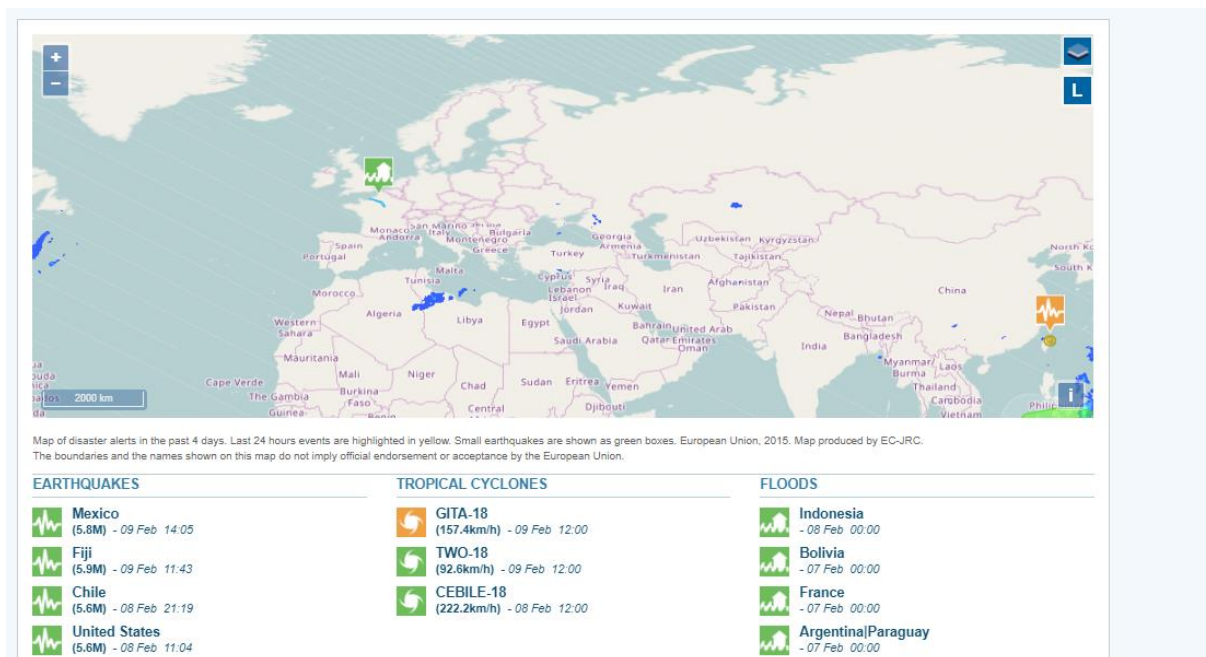 +
−
L
Monaco San Marino
Andorra Italy Montenegro Bulgaria
Spain Greece
Portugal
Georgia
Armenia
Turkey Turkmenistan
Uzbekistan Kyrgyzstan
Tajikistan
South K
Malta
Tunisia
Cyprus Syria
Lebanon Iraq Iran Afghanistan
Israel
Jordan Kuwait Pakistan
China
Morocco
Algeria Libya Egypt
Bahrain United Arab
Saudi Arabia Qatar Emirates
Oman
Nepal Bhutan
India Bangladesh
Western
Sahara
Mauritania
Mali Niger Chad Sudan Eritrea Yemen
Myanmar/ Laos
Burma
Thailand
Cape Verde
The Gambia Burkina
Faso
Guinea Benin Central Djibouti
Cambodia
Vietnam
Philip
2000 km
i
Map of disaster alerts in the past 4 days. Last 24 hours events are highlighted in yellow. Small earthquakes are shown as green boxes. European Union, 2015. Map produced by EC-JRC.
The boundaries and the names shown on this map do not imply official endorsement or acceptance by the European Union.
EARTHQUAKES
Mexico
(5.8M) - 09 Feb 14:05
Fiji
(5.9M) - 09 Feb 11:43
Chile
(5.6M) - 08 Feb 21:19
United States
(5.6M) - 08 Feb 11:04
TROPICAL CYCLONES
GITA-18
(157.4km/h) - 09 Feb 12:00
TWO-18
(92.6km/h) - 09 Feb 12:00
CEBILE-18
(222.2km/h) - 08 Feb 12:00
FLOODS
Indonesia
- 08 Feb 00:00
Bolivia
- 07 Feb 00:00
France
- 07 Feb 00:00
Argentina|Paraguay
- 07 Feb 00:00